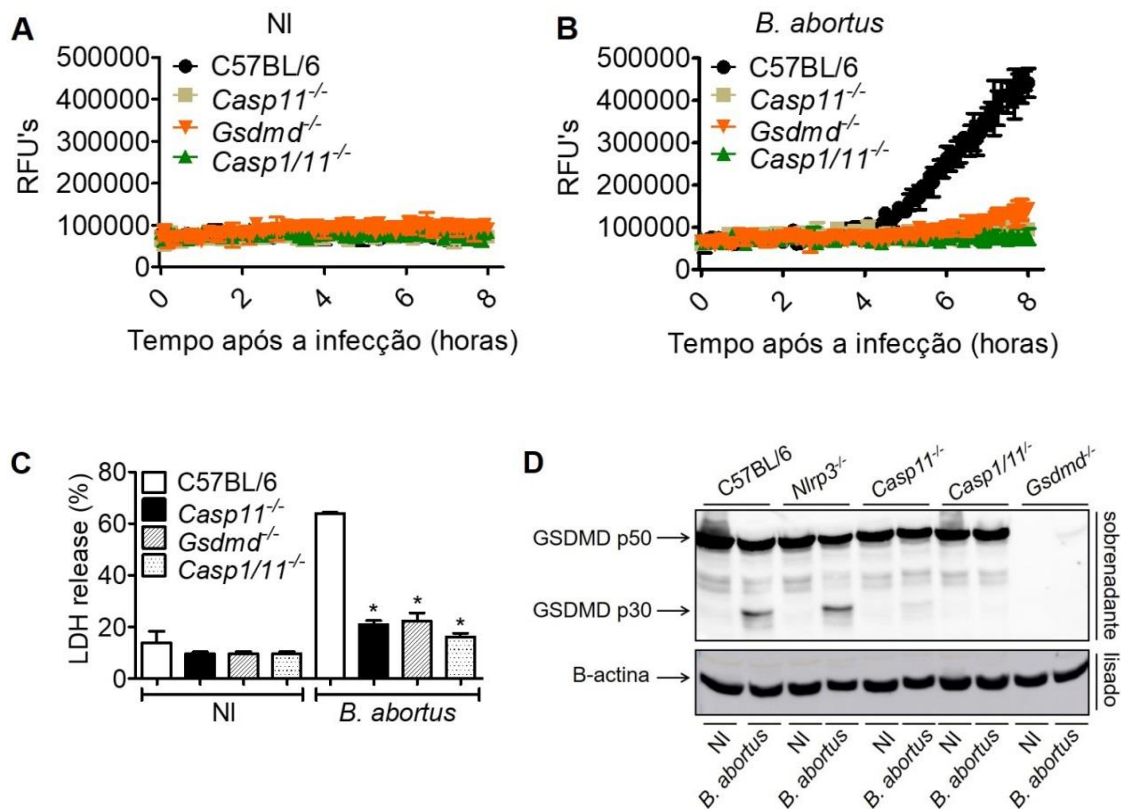 A
NI
500000
400000
300000
200000
100000
0
RFU's
C57BL/6
Casp11-/-
Gsdmd-/-
Casp1/11-/-
0 2 4 6 8
Tempo após a infecção (horas)
B
B. abortus
500000
400000
300000
200000
100000
0
RFU's
C57BL/6
Casp11-/-
Gsdmd-/-
Casp1/11-/-
0 2 4 6 8
Tempo após a infecção (horas)
C
80
60
40
20
0
LDH release (%)
C57BL/6
Casp11-/-
Gsdmd-/-
Casp1/11-/-
* * *
NI B. abortus
D
C57BL/6 Nlrp3-/- Casp11-/- Casp1/11-/- Gsdmd-/-
GSDMD p50
GSDMD p30
sobrenadante
B-actina
lisado
NI B. abortus NI B. abortus NI B. abortus NI B. abortus NI B. abortus